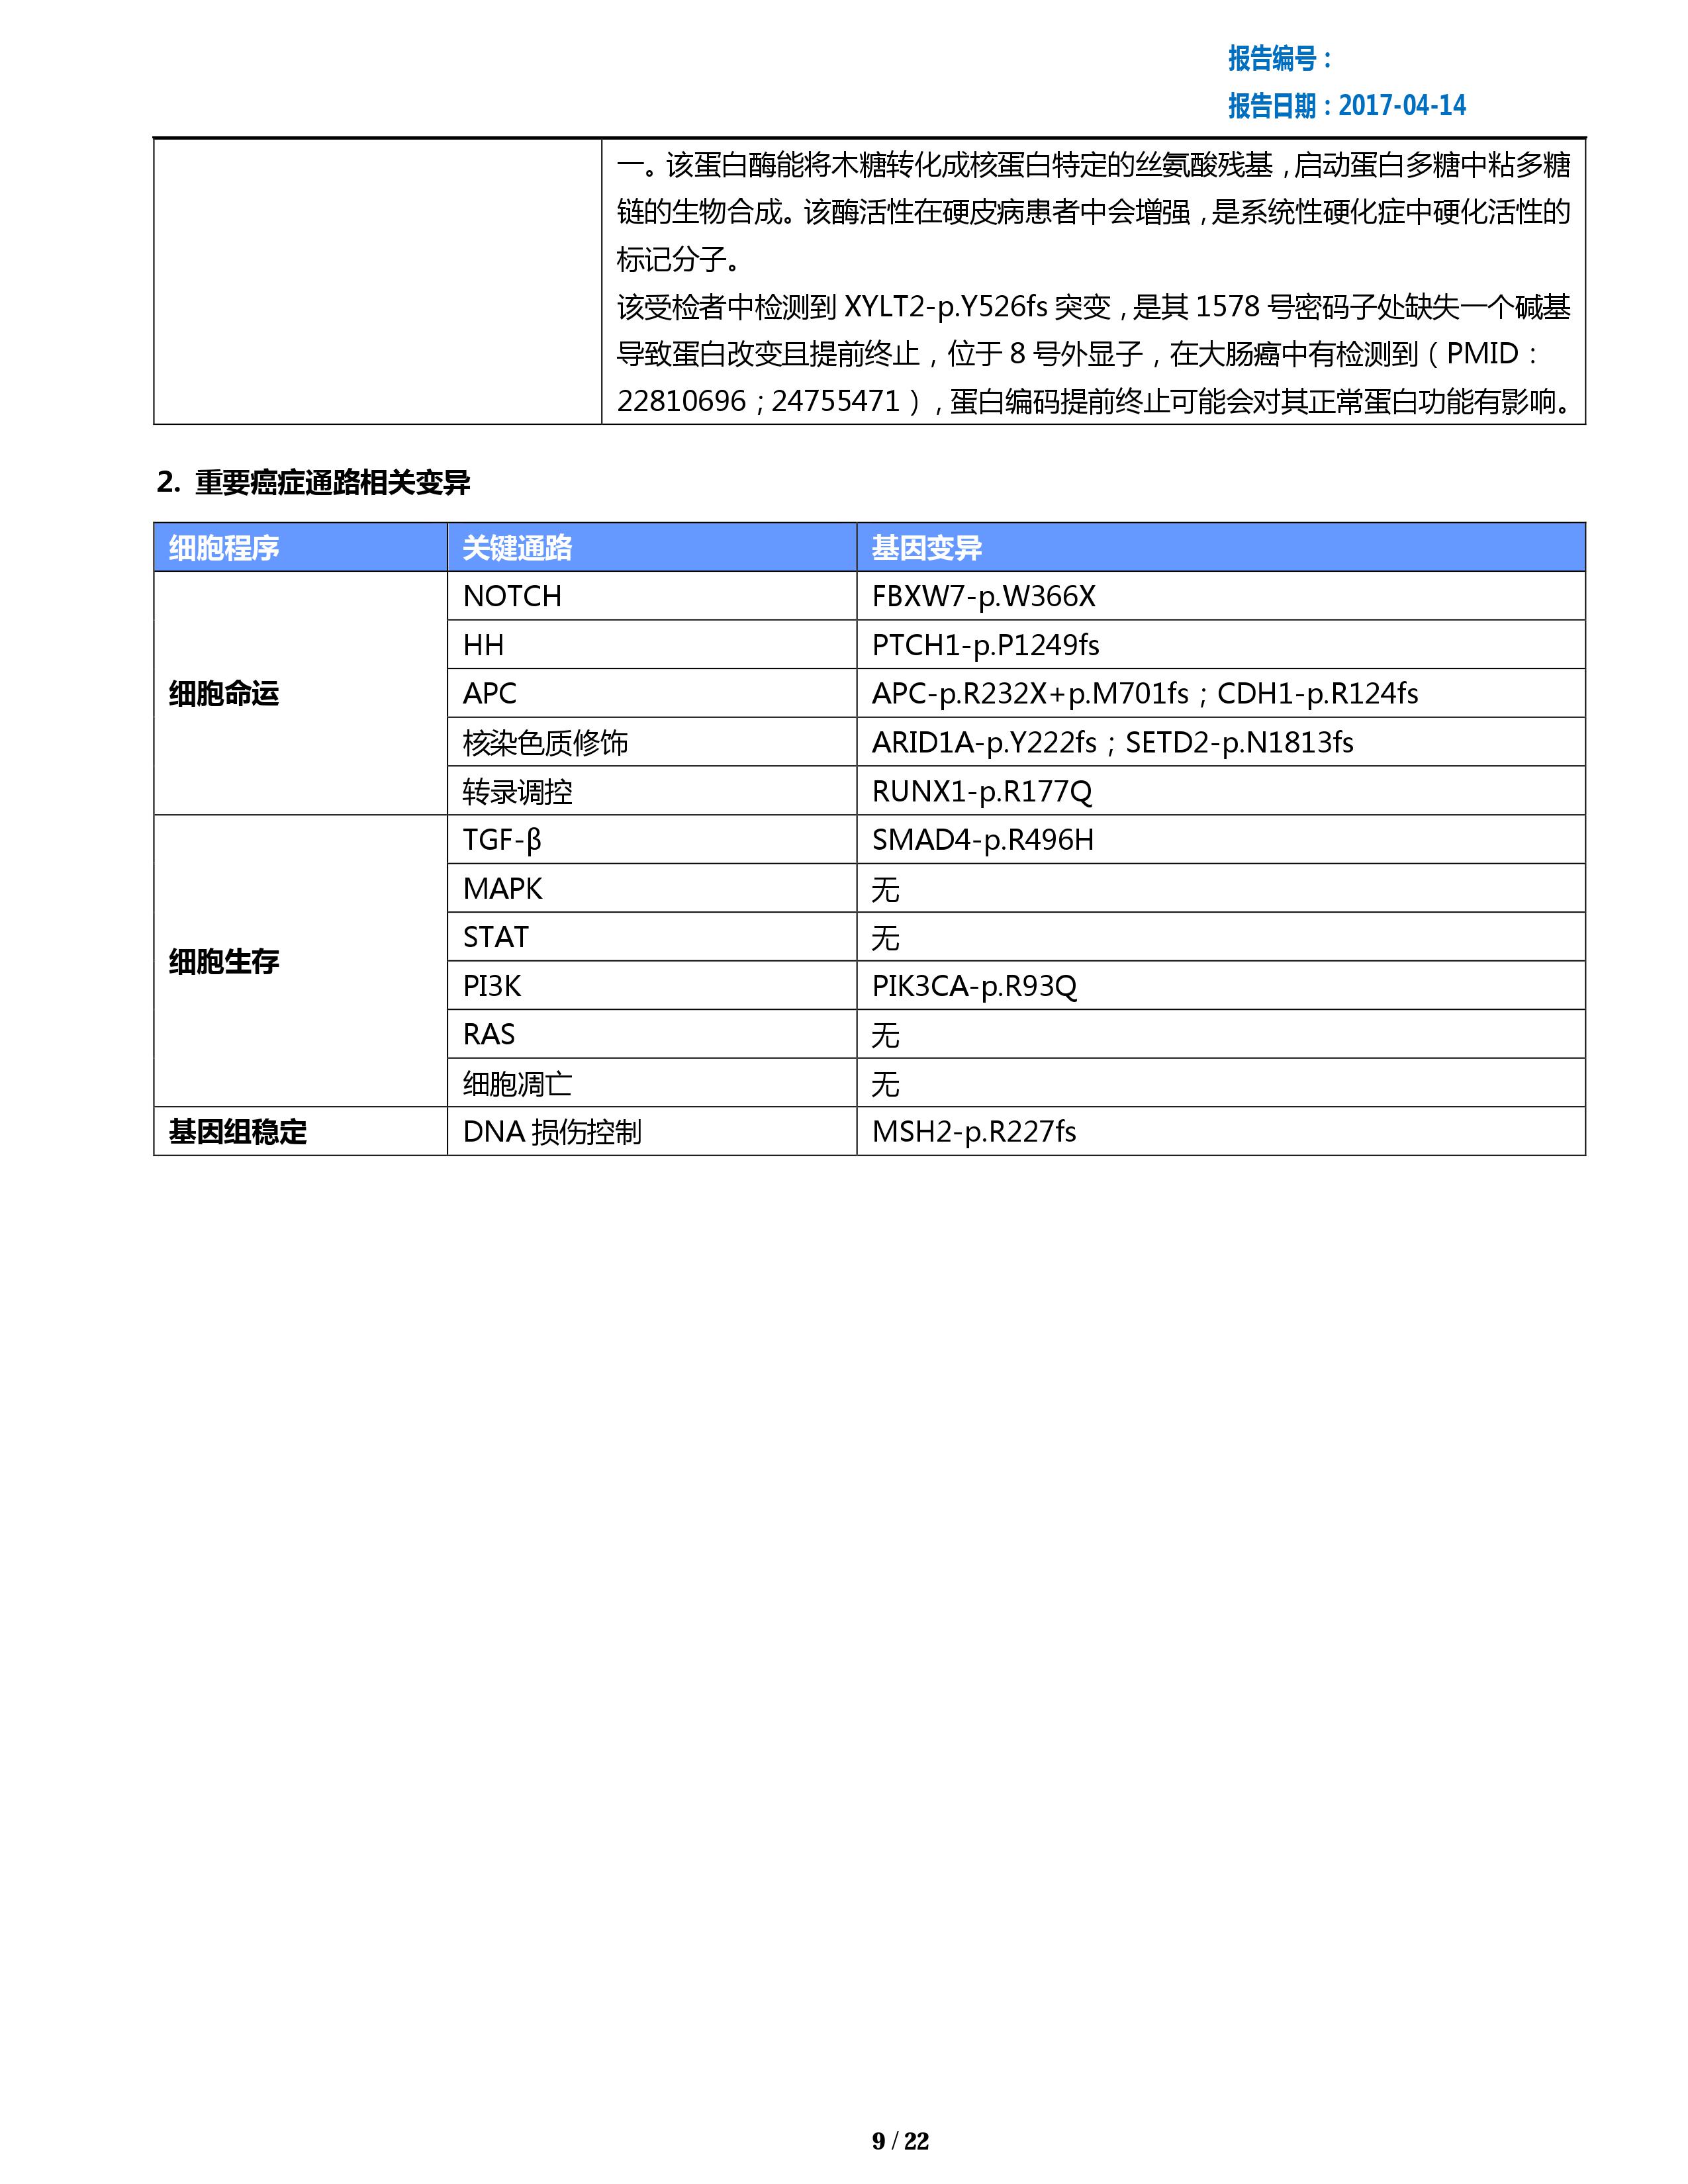 报告编号：
报告日期：2017-04-14
一。该蛋白酶能将木糖转化成核蛋白特定的丝氨酸残基，启动蛋白多糖中粘多糖
链的生物合成。该酶活性在硬皮病患者中会增强，是系统性硬化症中硬化活性的
标记分子。
该受检者中检测到 XYLT2-p.Y526fs 突变，是其 1578 号密码子处缺失一个碱基
导致蛋白改变且提前终止，位于 8 号外显子，在大肠癌中有检测到（PMID：
22810696；24755471），蛋白编码提前终止可能会对其正常蛋白功能有影响。
2. 重要癌症通路相关变异
细胞程序 关键通路 基因变异
细胞命运
NOTCH FBXW7-p.W366X
HH PTCH1-p.P1249fs
APC APC-p.R232X+p.M701fs；CDH1-p.R124fs
核染色质修饰 ARID1A-p.Y222fs；SETD2-p.N1813fs
转录调控 RUNX1-p.R177Q
细胞生存
TGF-β SMAD4-p.R496H
MAPK 无
STAT 无
PI3K PIK3CA-p.R93Q
RAS 无
细胞凋亡 无
基因组稳定 DNA 损伤控制 MSH2-p.R227fs
9 / 22